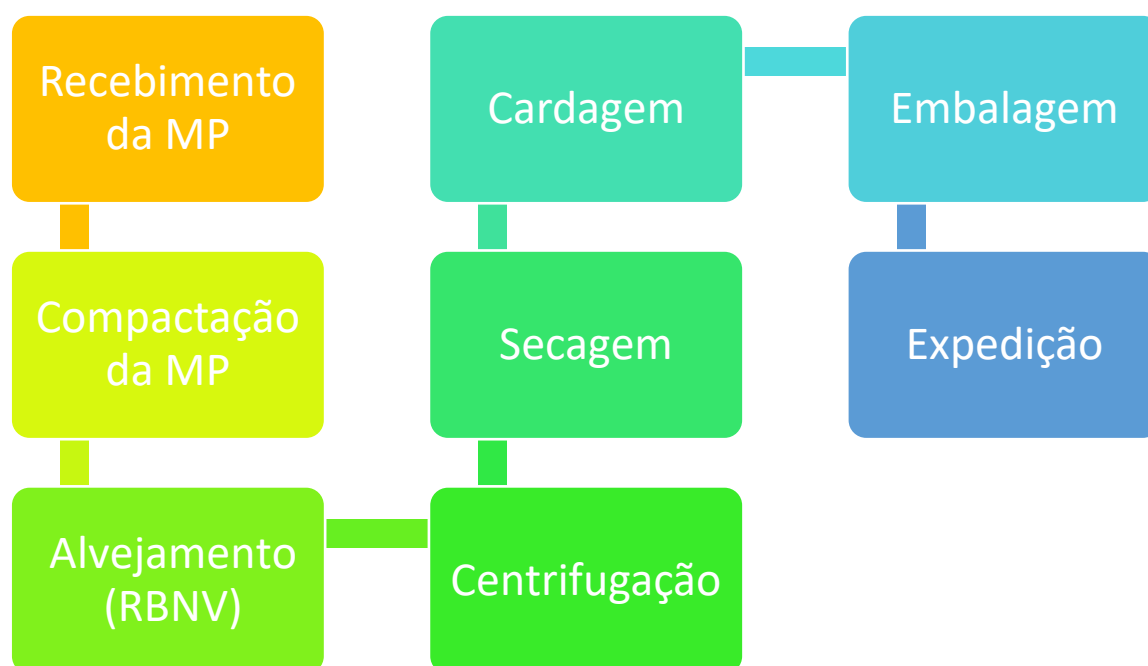 Recebimento
da MP
Compactação
da MP
Alvejamento
(RBNV)
Centrifugação
Secagem
Cardagem
Embalagem
Expedição